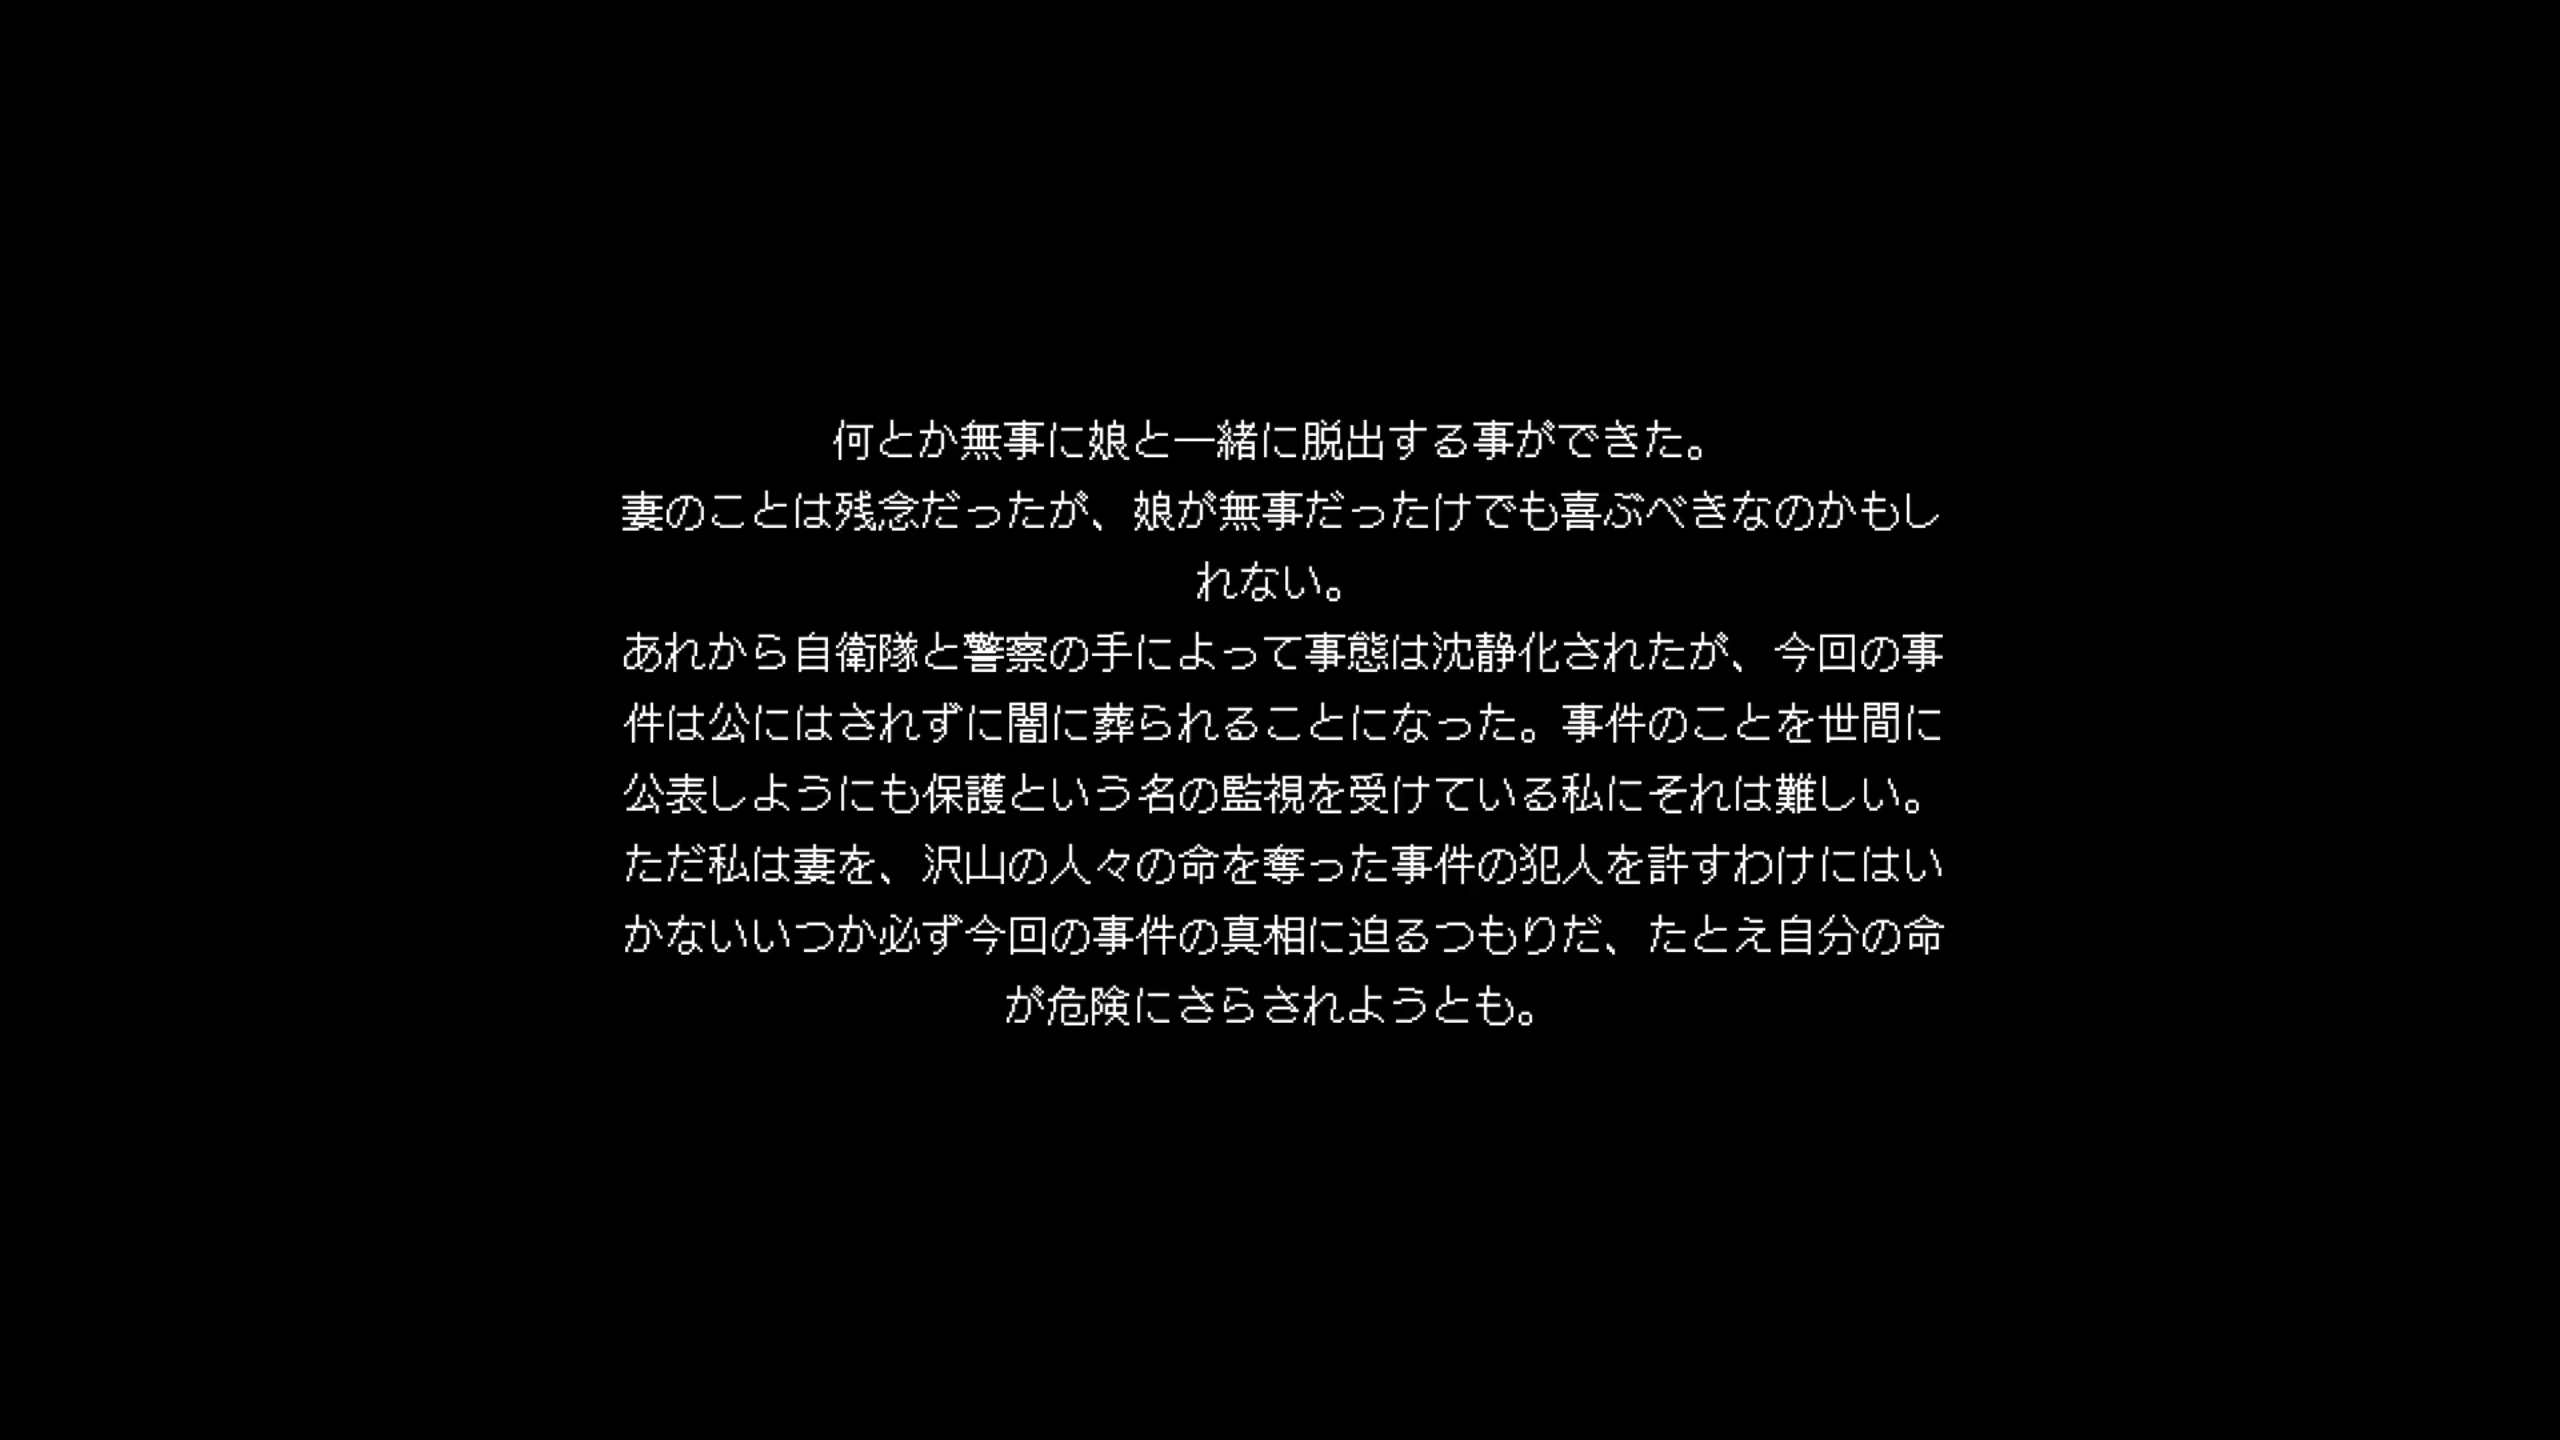 何とか無事に娘と一緒に脱出する事ができた。
妻のことは残念だったが、娘が無事だったけでも喜ぶべきなのかもし
れない。
あれから自衛隊と警察の手によって事態は沈静化されたが、今回の事
件は公にはされずに闇に葬られることになった。事件のことを世間に
公表しようにも保護という名の監視を受けている私にそれは難しい。
ただ私は妻を、沢山の人々の命を奪った事件の犯人を許すわけにはい
かないいつか必ず今回の事件の真相に迫るつもりだ、たとえ自分の命
が危険にさらされようとも。